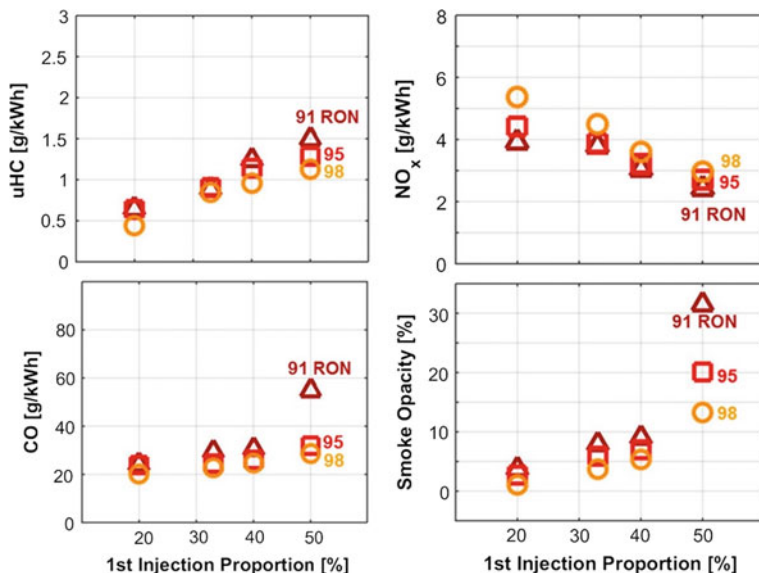 uHC [g/kWh]
3
2.5
2
1.5
1
0.5
0
91 RON
95
98
NOx [g/kWh]
8
6
4
2
0
98
95
91 RON
CO [g/kWh]
80
60
40
20
0
91 RON
95
98
20 30 40 50
1st Injection Proportion [%]
Smoke Opacity [%]
30
20
10
0
91 RON
95
98
20 30 40 50
1st Injection Proportion [%]